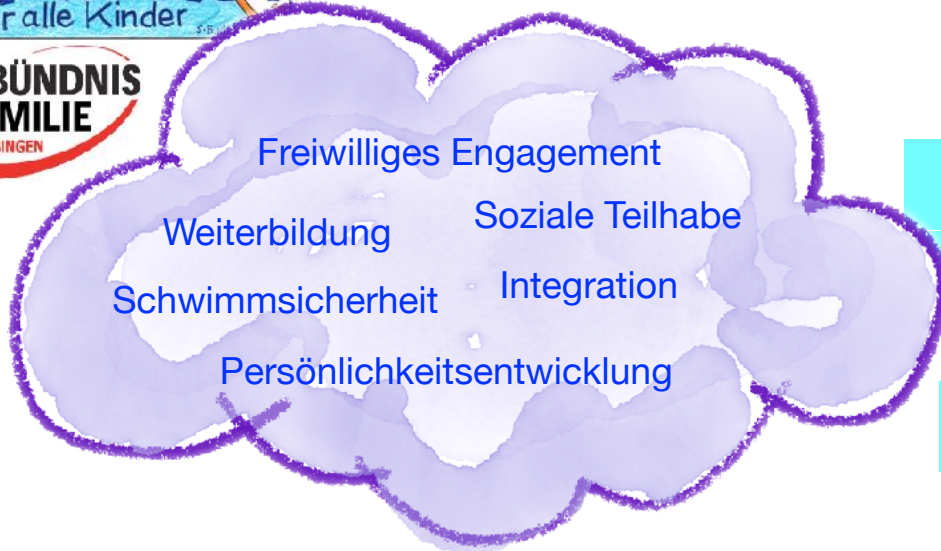 r alle Kinder
S.B
BÜNDNIS
MILIE
INGEN
Freiwilliges Engagement
Soziale Teilhabe
Weiterbildung
Integration
Schwimmsicherheit
Persönlichkeitsentwicklung